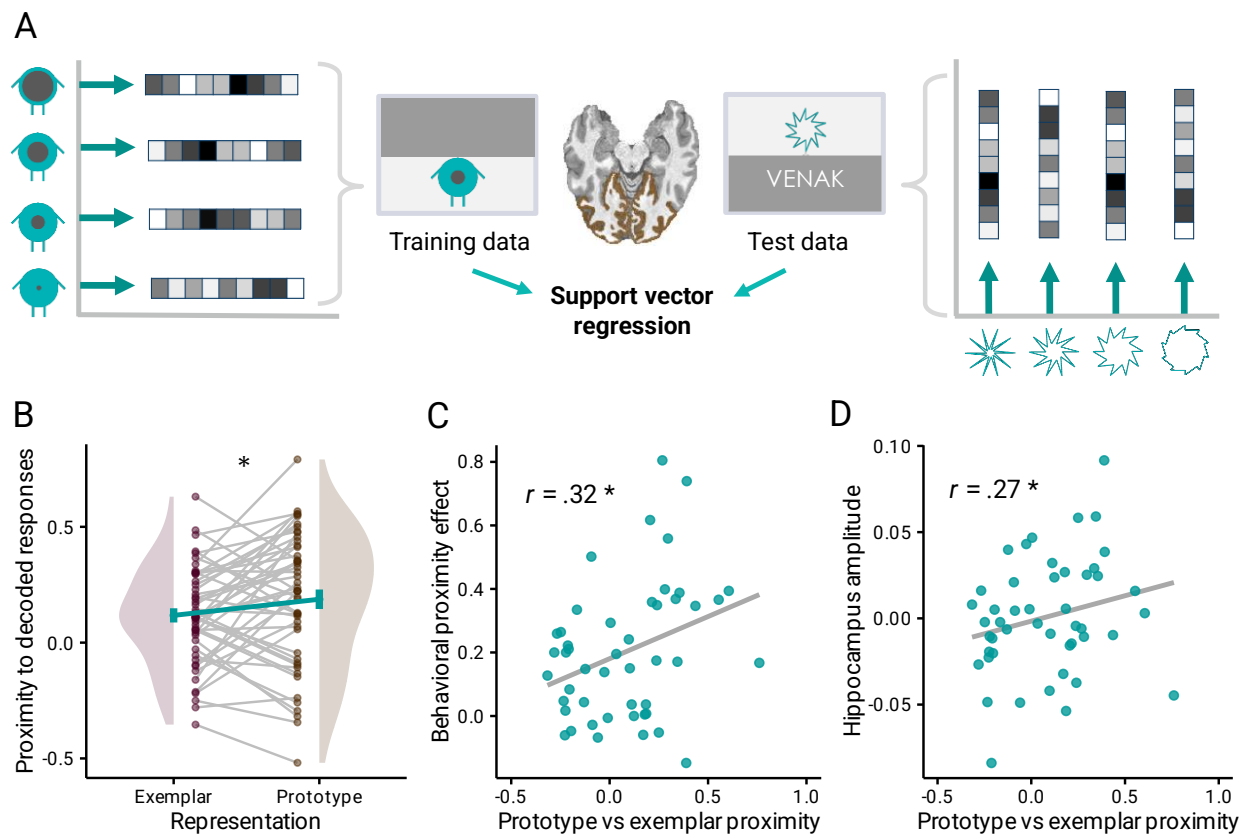 A
VENAK
Training data
Test data
Support vector
regression
B
*
Proximity to decoded responses
0.5
0.0
-0.5
Exemplar
Prototype
Representation
C
r = .32 *
Behavioral proximity effect
0.8
0.6
0.4
0.2
0.0
-0.5
0.0
0.5
1.0
Prototype vs exemplar proximity
D
r = .27 *
Hippocampus amplitude
0.10
0.05
0.00
-0.05
-0.5
0.0
0.5
1.0
Prototype vs exemplar proximity